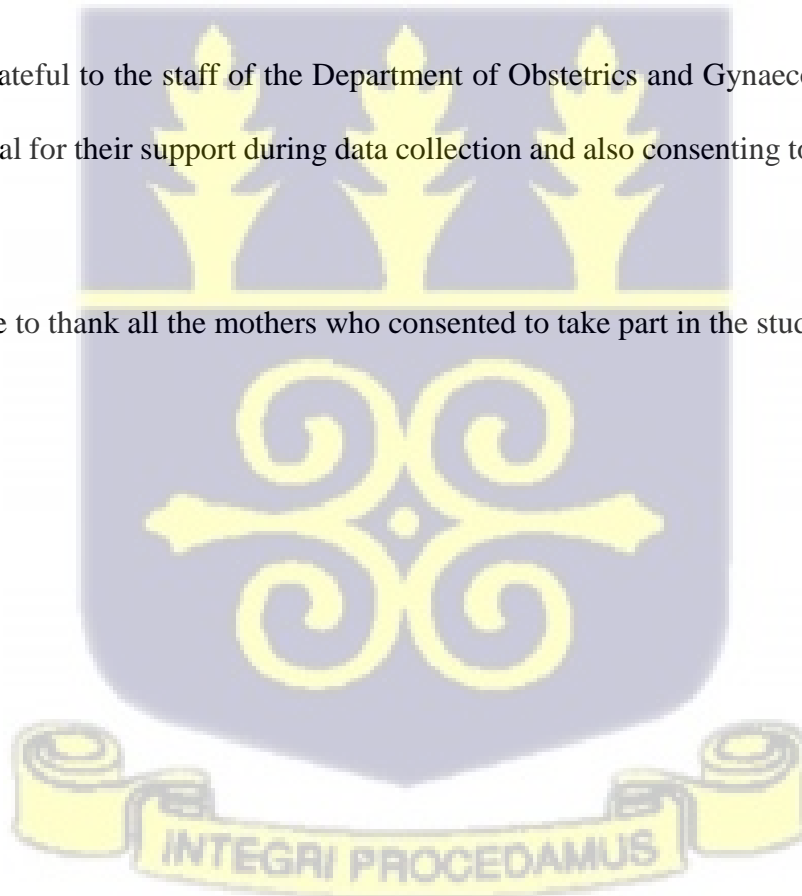 ateful to the staff of the Department of Obstetrics and Gynaeco
al for their support during data collection and also consenting to
e to thank all the mothers who consented to take part in the stud
INTEGRI PROCEDAMUS